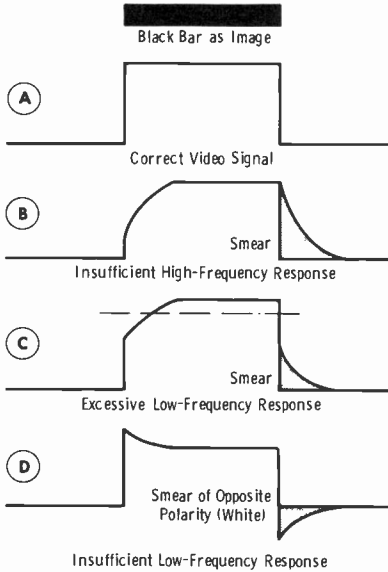 Black Bar as Image
A
Correct Video Signal
B
Smear
Insufficient High-Frequency Response
C
Smear
Excessive Low-Frequency Response
D
Smear of Opposite
Polarity (White)
Insufficient Low-Frequency Response